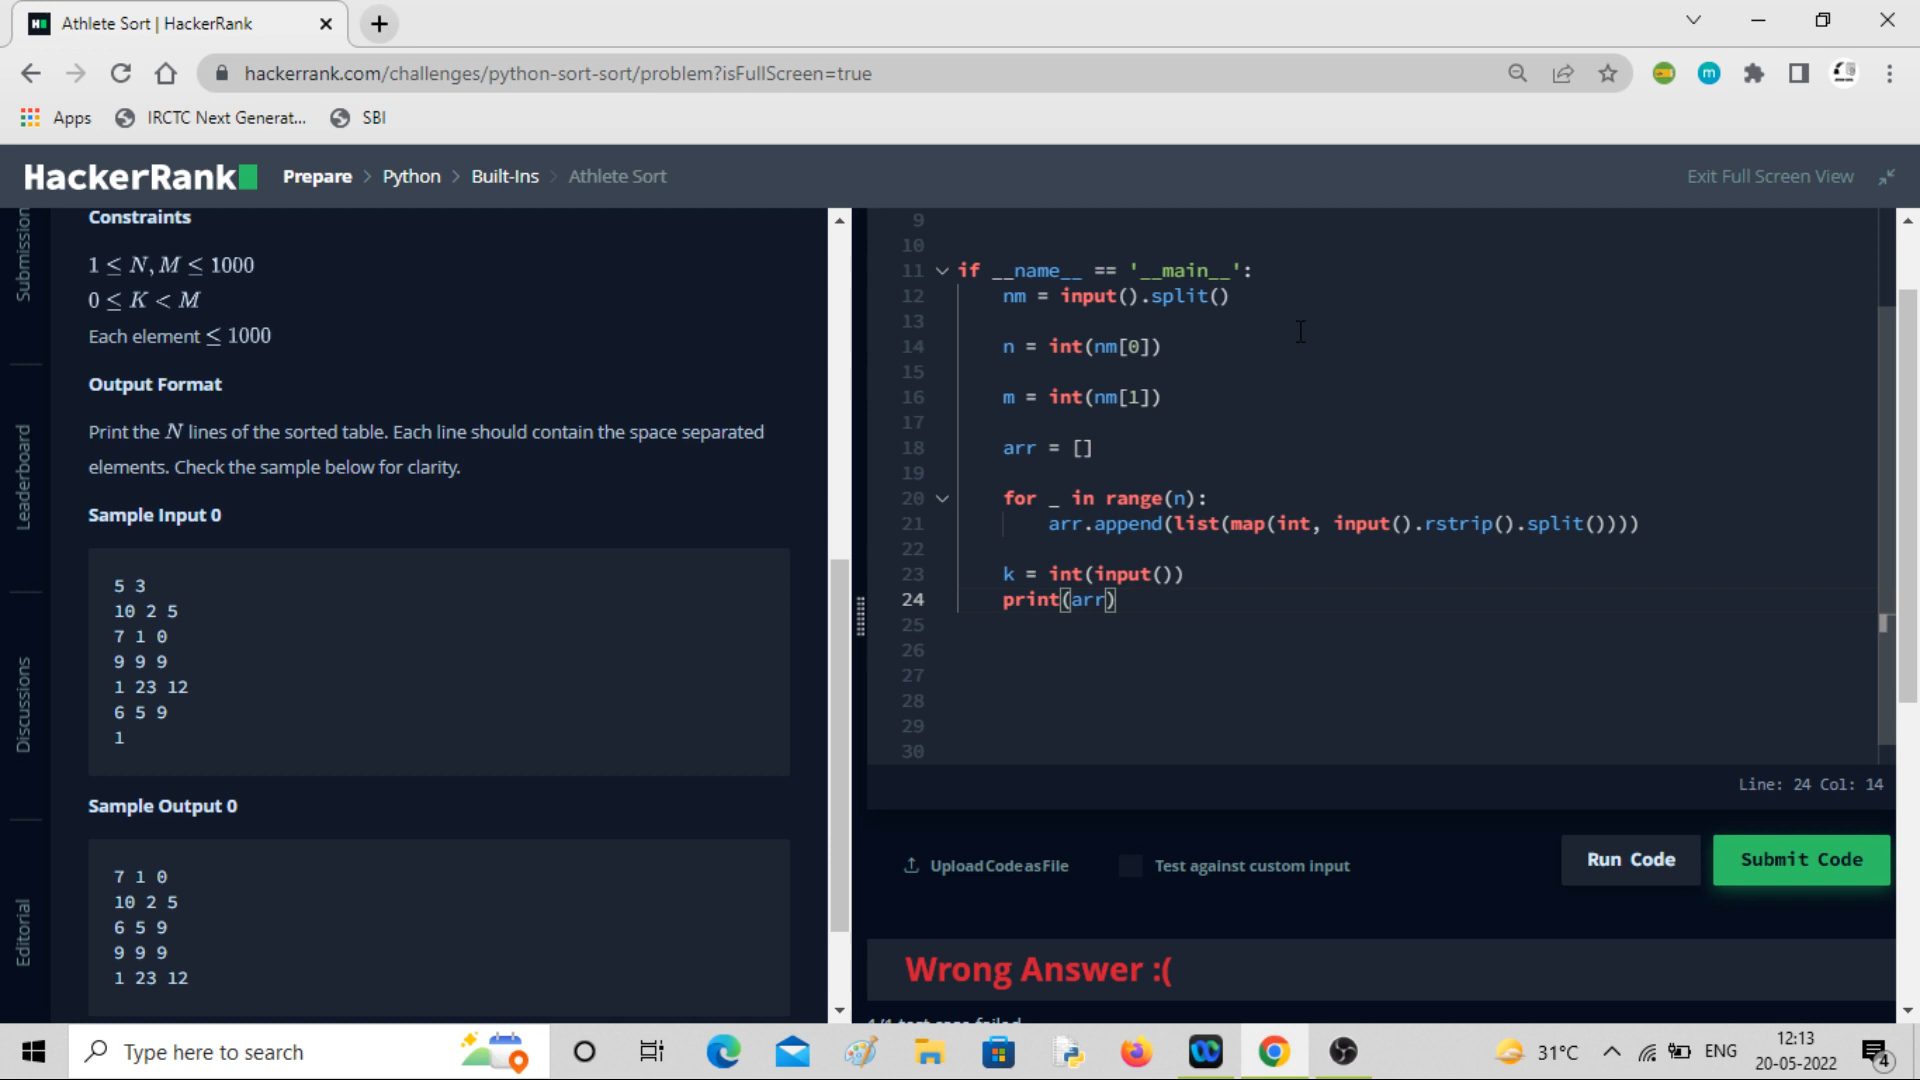 Athlete Sort | HackerRank
hackerrank.com/challenges/python-sort-sort/problem?isFullScreen=true
m
Apps
IRCTC Next Generat...
SBI
HackerRank
Prepare > Python > Built-Ins > Athlete Sort
Exit Full Screen View
Submission
Leaderboard
Discussions
Editorial
Constraints
1 ≤ N, M ≤ 1000
0 ≤ K < M
Each element ≤ 1000
Output Format
Print the N lines of the sorted table. Each line should contain the space separated
elements. Check the sample below for clarity.
Sample Input 0
5 3
10 2 5
7 1 0
9 9 9
1 23 12
6 5 9
1
Sample Output 0
7 1 0
10 2 5
6 5 9
9 9 9
1 23 12
9
10
11 if __name__ == '__main__':
12 nm = input().split()
13
14 n = int(nm[0])
15
16 m = int(nm[1])
17
18 arr = []
19
20 for _ in range(n):
21 arr.append(list(map(int, input().rstrip().split())))
22
23 k = int(input())
24 print(arr)
25
26
27
28
29
30
Line: 24 Col: 14
Upload Code as File
Test against custom input
Run Code
Submit Code
Wrong Answer :(
1/1 test case failed
Type here to search
31°C
ENG
12:13
20-05-2022
4